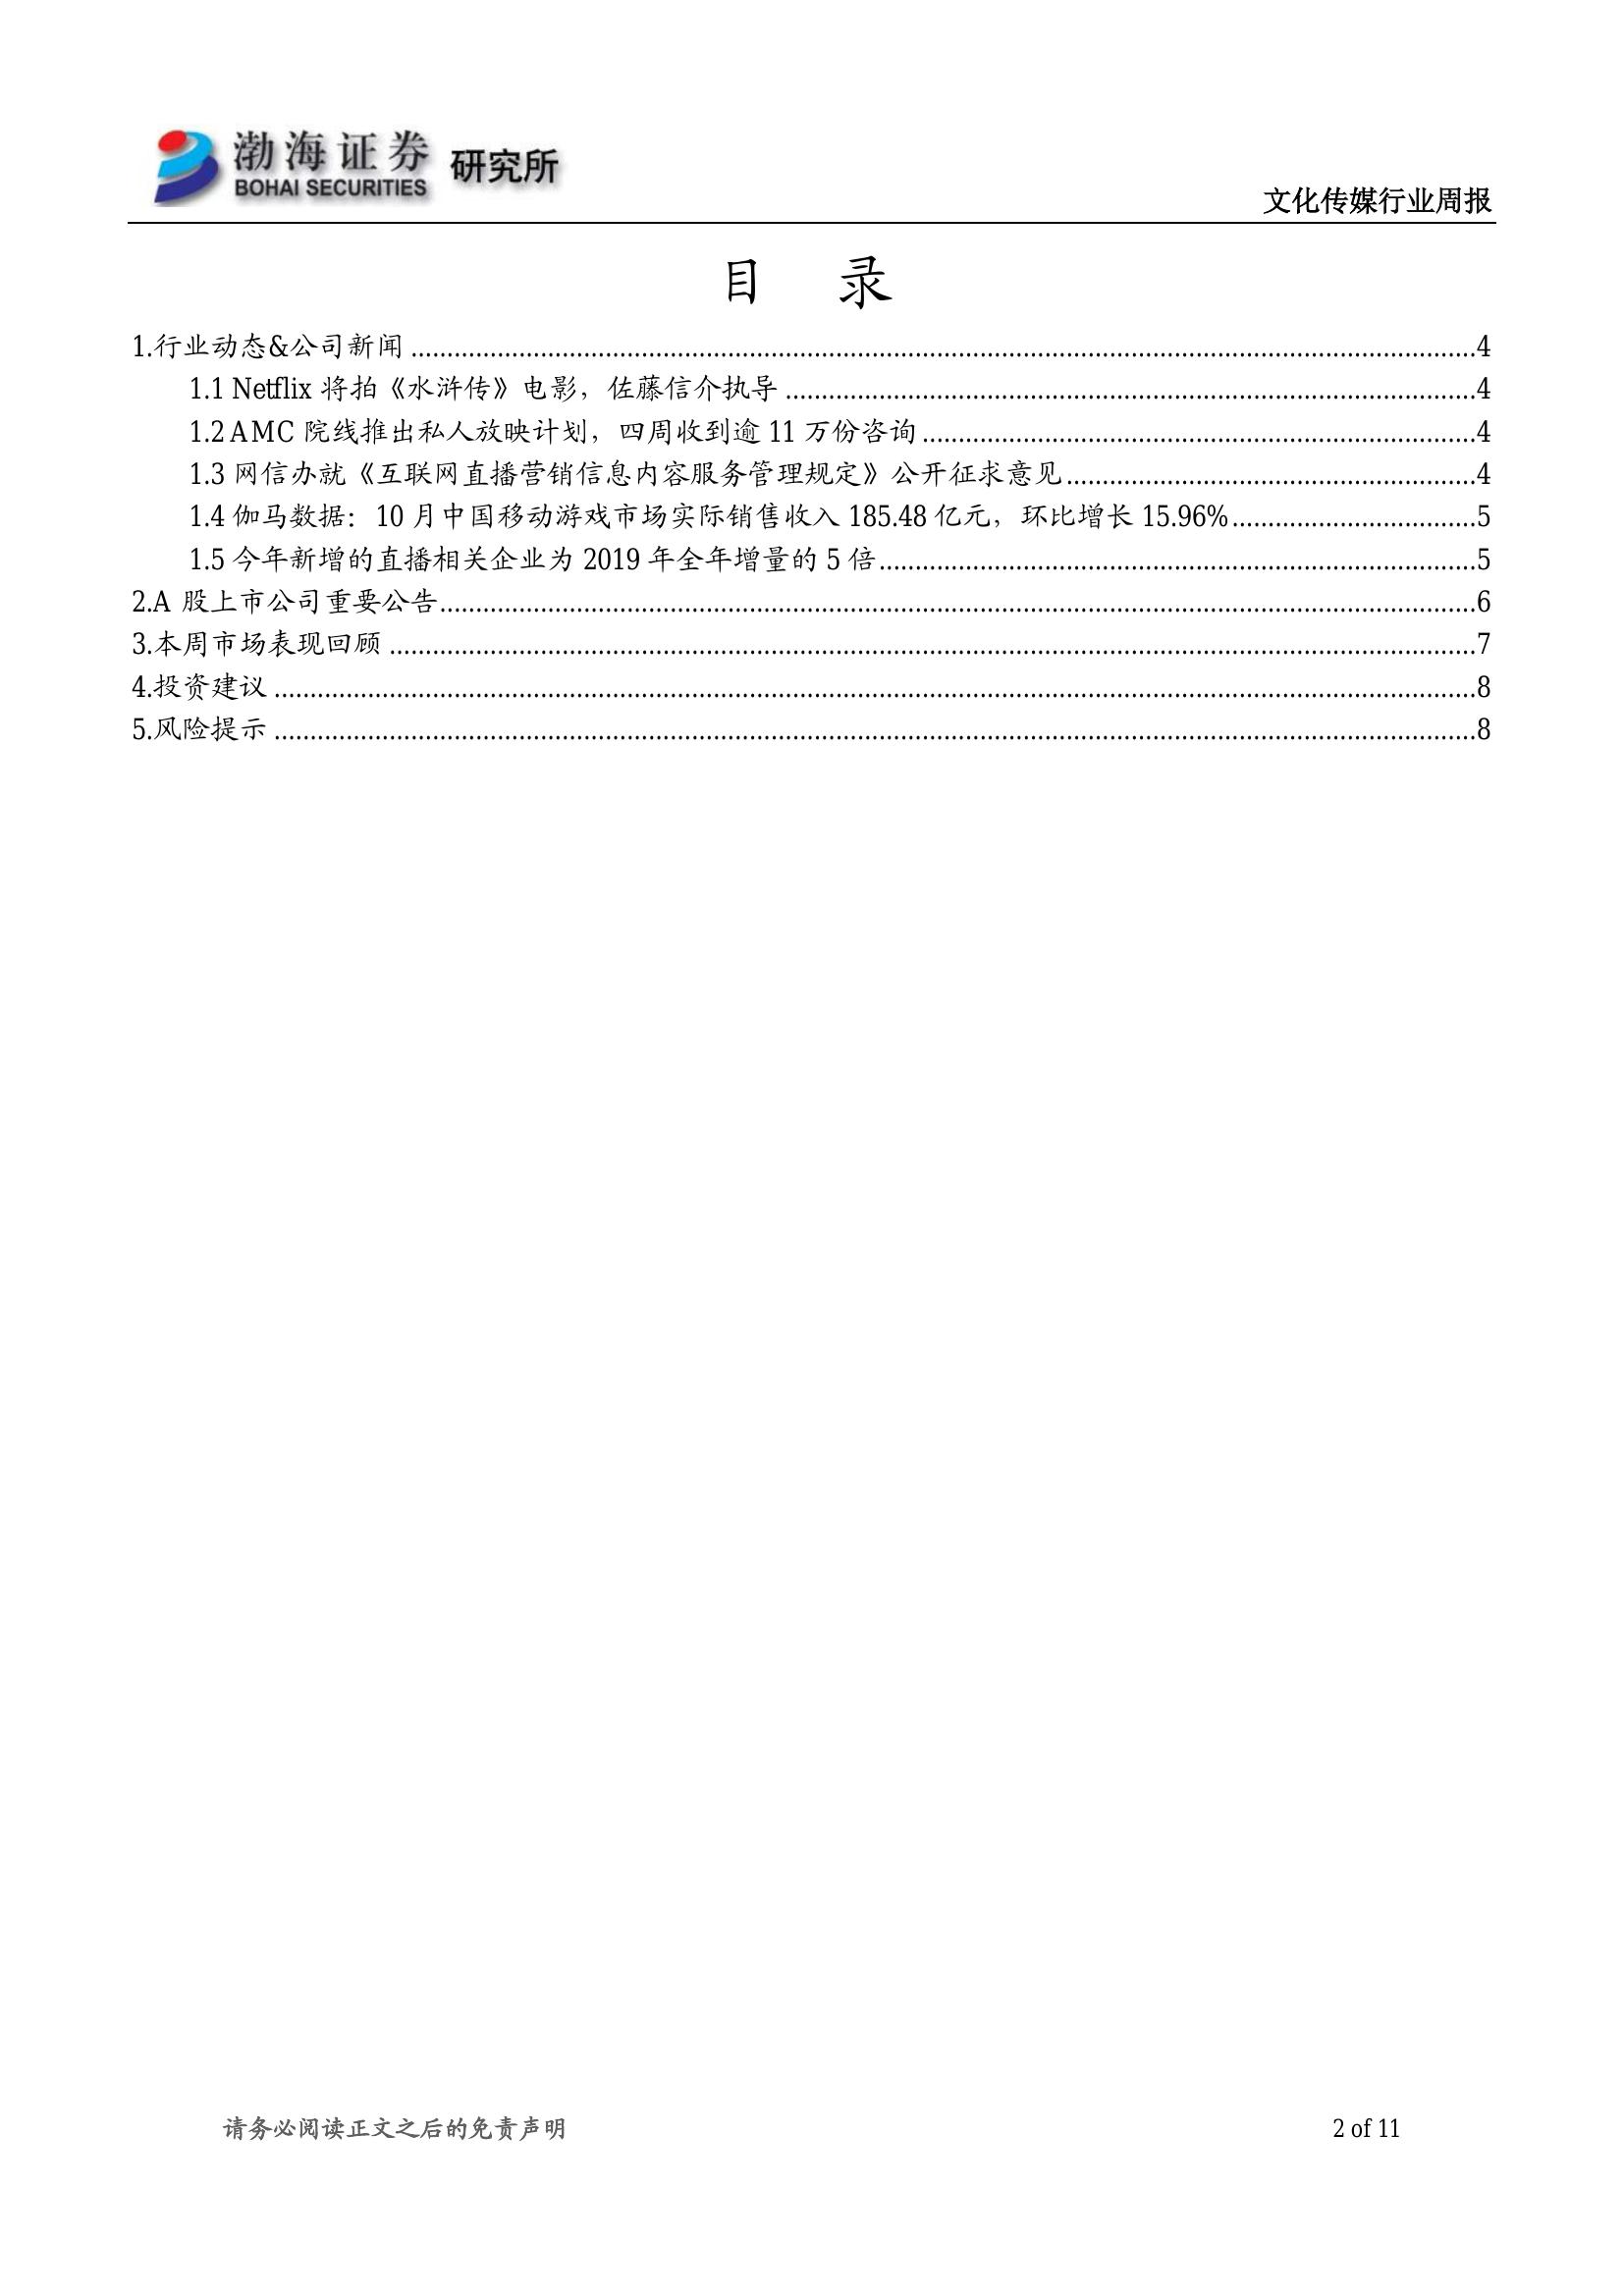 渤海证券 研究所
BOHAI SECURITIES
文化传媒行业周报
目 录
1.行业动态&公司新闻 ........ 4
1.1 Netflix 将拍《水浒传》电影，佐藤信介执导 ........ 4
1.2 AMC 院线推出私人放映计划，四周收到逾 11 万份咨询 ........ 4
1.3 网信办就《互联网直播营销信息内容服务管理规定》公开征求意见 ........ 4
1.4 伽马数据：10 月中国移动游戏市场实际销售收入 185.48 亿元，环比增长 15.96% ........ 5
1.5 今年新增的直播相关企业为 2019 年全年增量的 5 倍 ........ 5
2.A 股上市公司重要公告 ........ 6
3.本周市场表现回顾 ........ 7
4.投资建议 ........ 8
5.风险提示 ........ 8
请务必阅读正文之后的免责声明 2 of 11